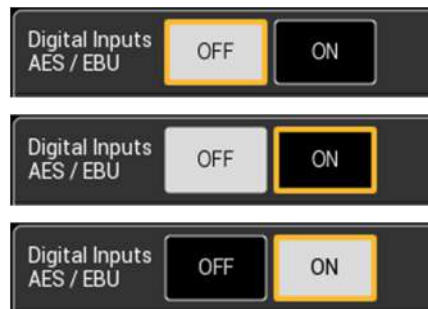 Digital Inputs
AES / EBU
OFF
ON
Digital Inputs
AES / EBU
OFF
ON
Digital Inputs
AES / EBU
OFF
ON